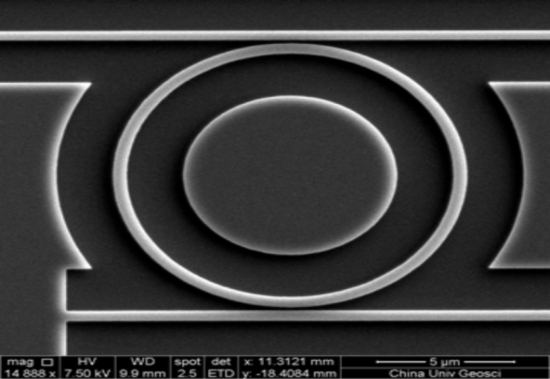 mag □ HV WD spot det x: 11.3121 mm 5 µm
14 888 x 7.50 kV 9.9 mm 2.5 ETD y: -18.4084 mm China Univ Geosci